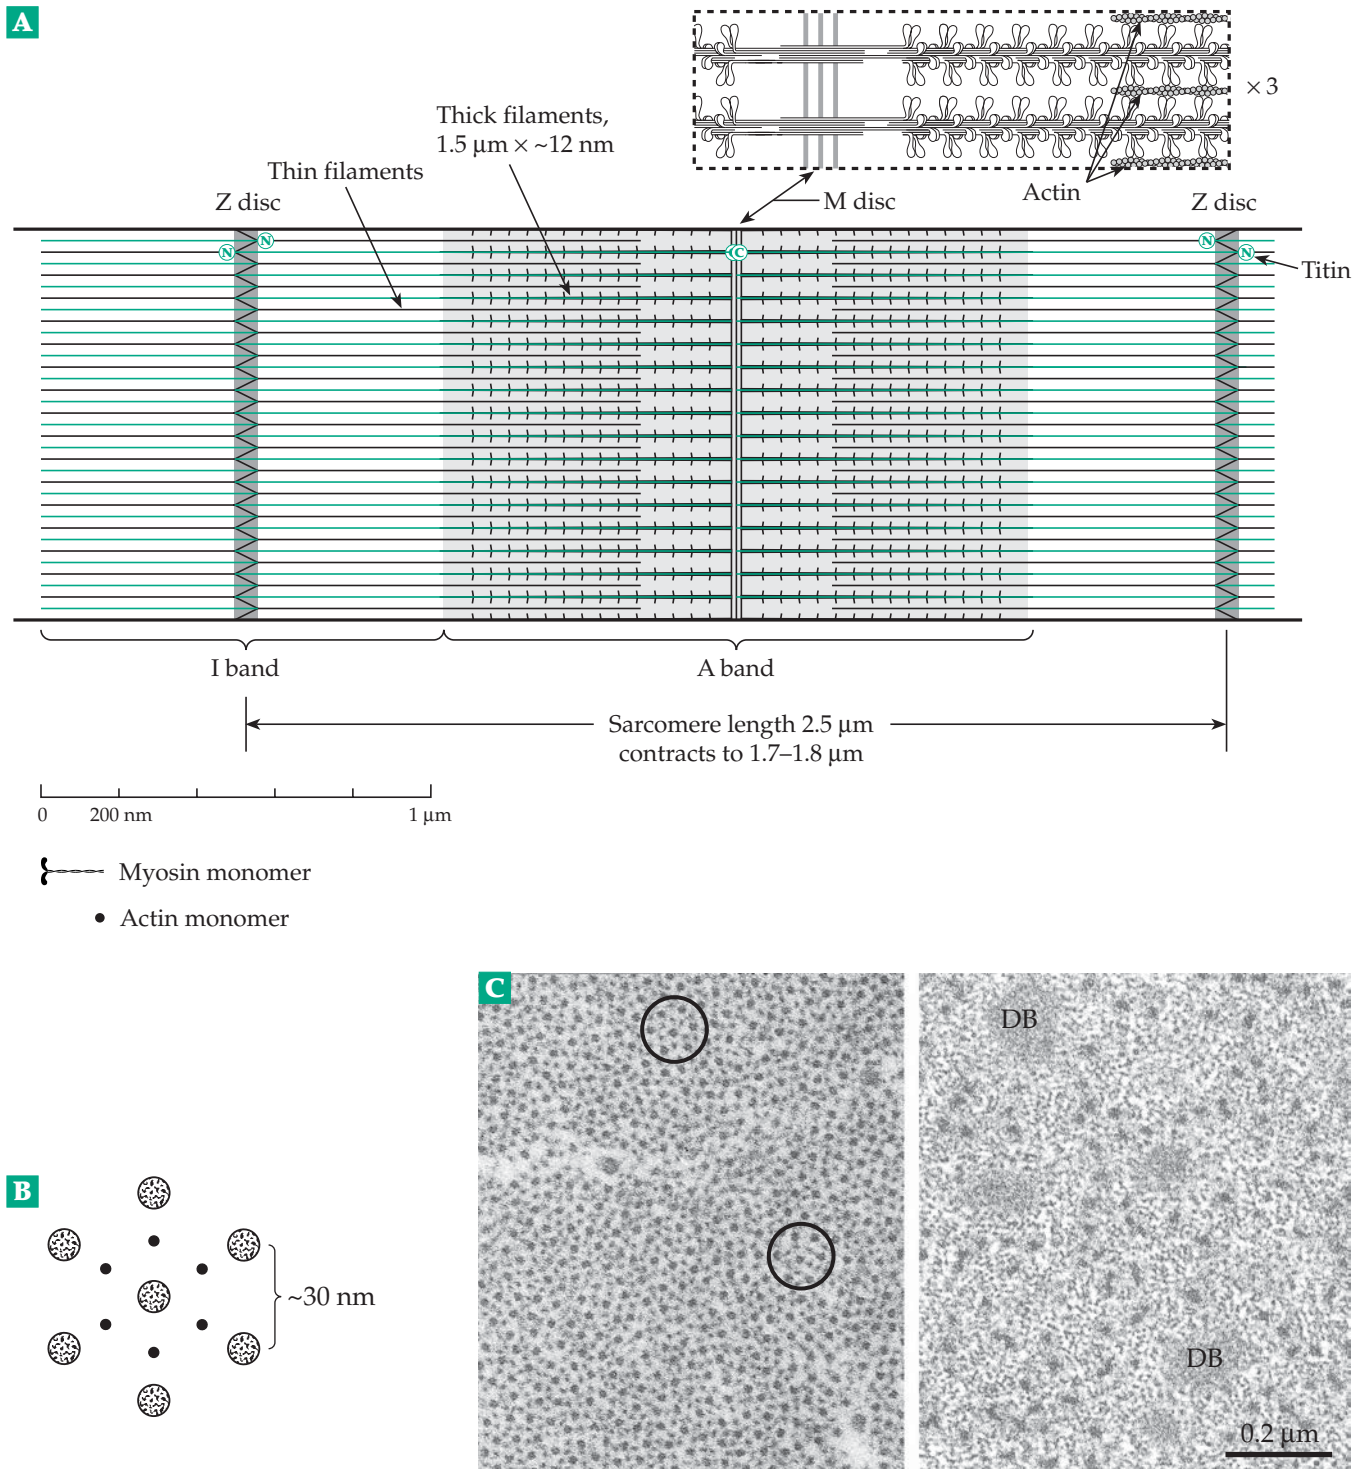 A
× 3
Thick filaments,
1.5 µm × ~12 nm
Thin filaments
Actin
Z disc
M disc
Z disc
N
N
N
N
C
Titin
I band
A band
Sarcomere length 2.5 µm
contracts to 1.7–1.8 µm
0 200 nm 1 µm
Myosin monomer
Actin monomer
B
~30 nm
C
DB
DB
0.2 µm